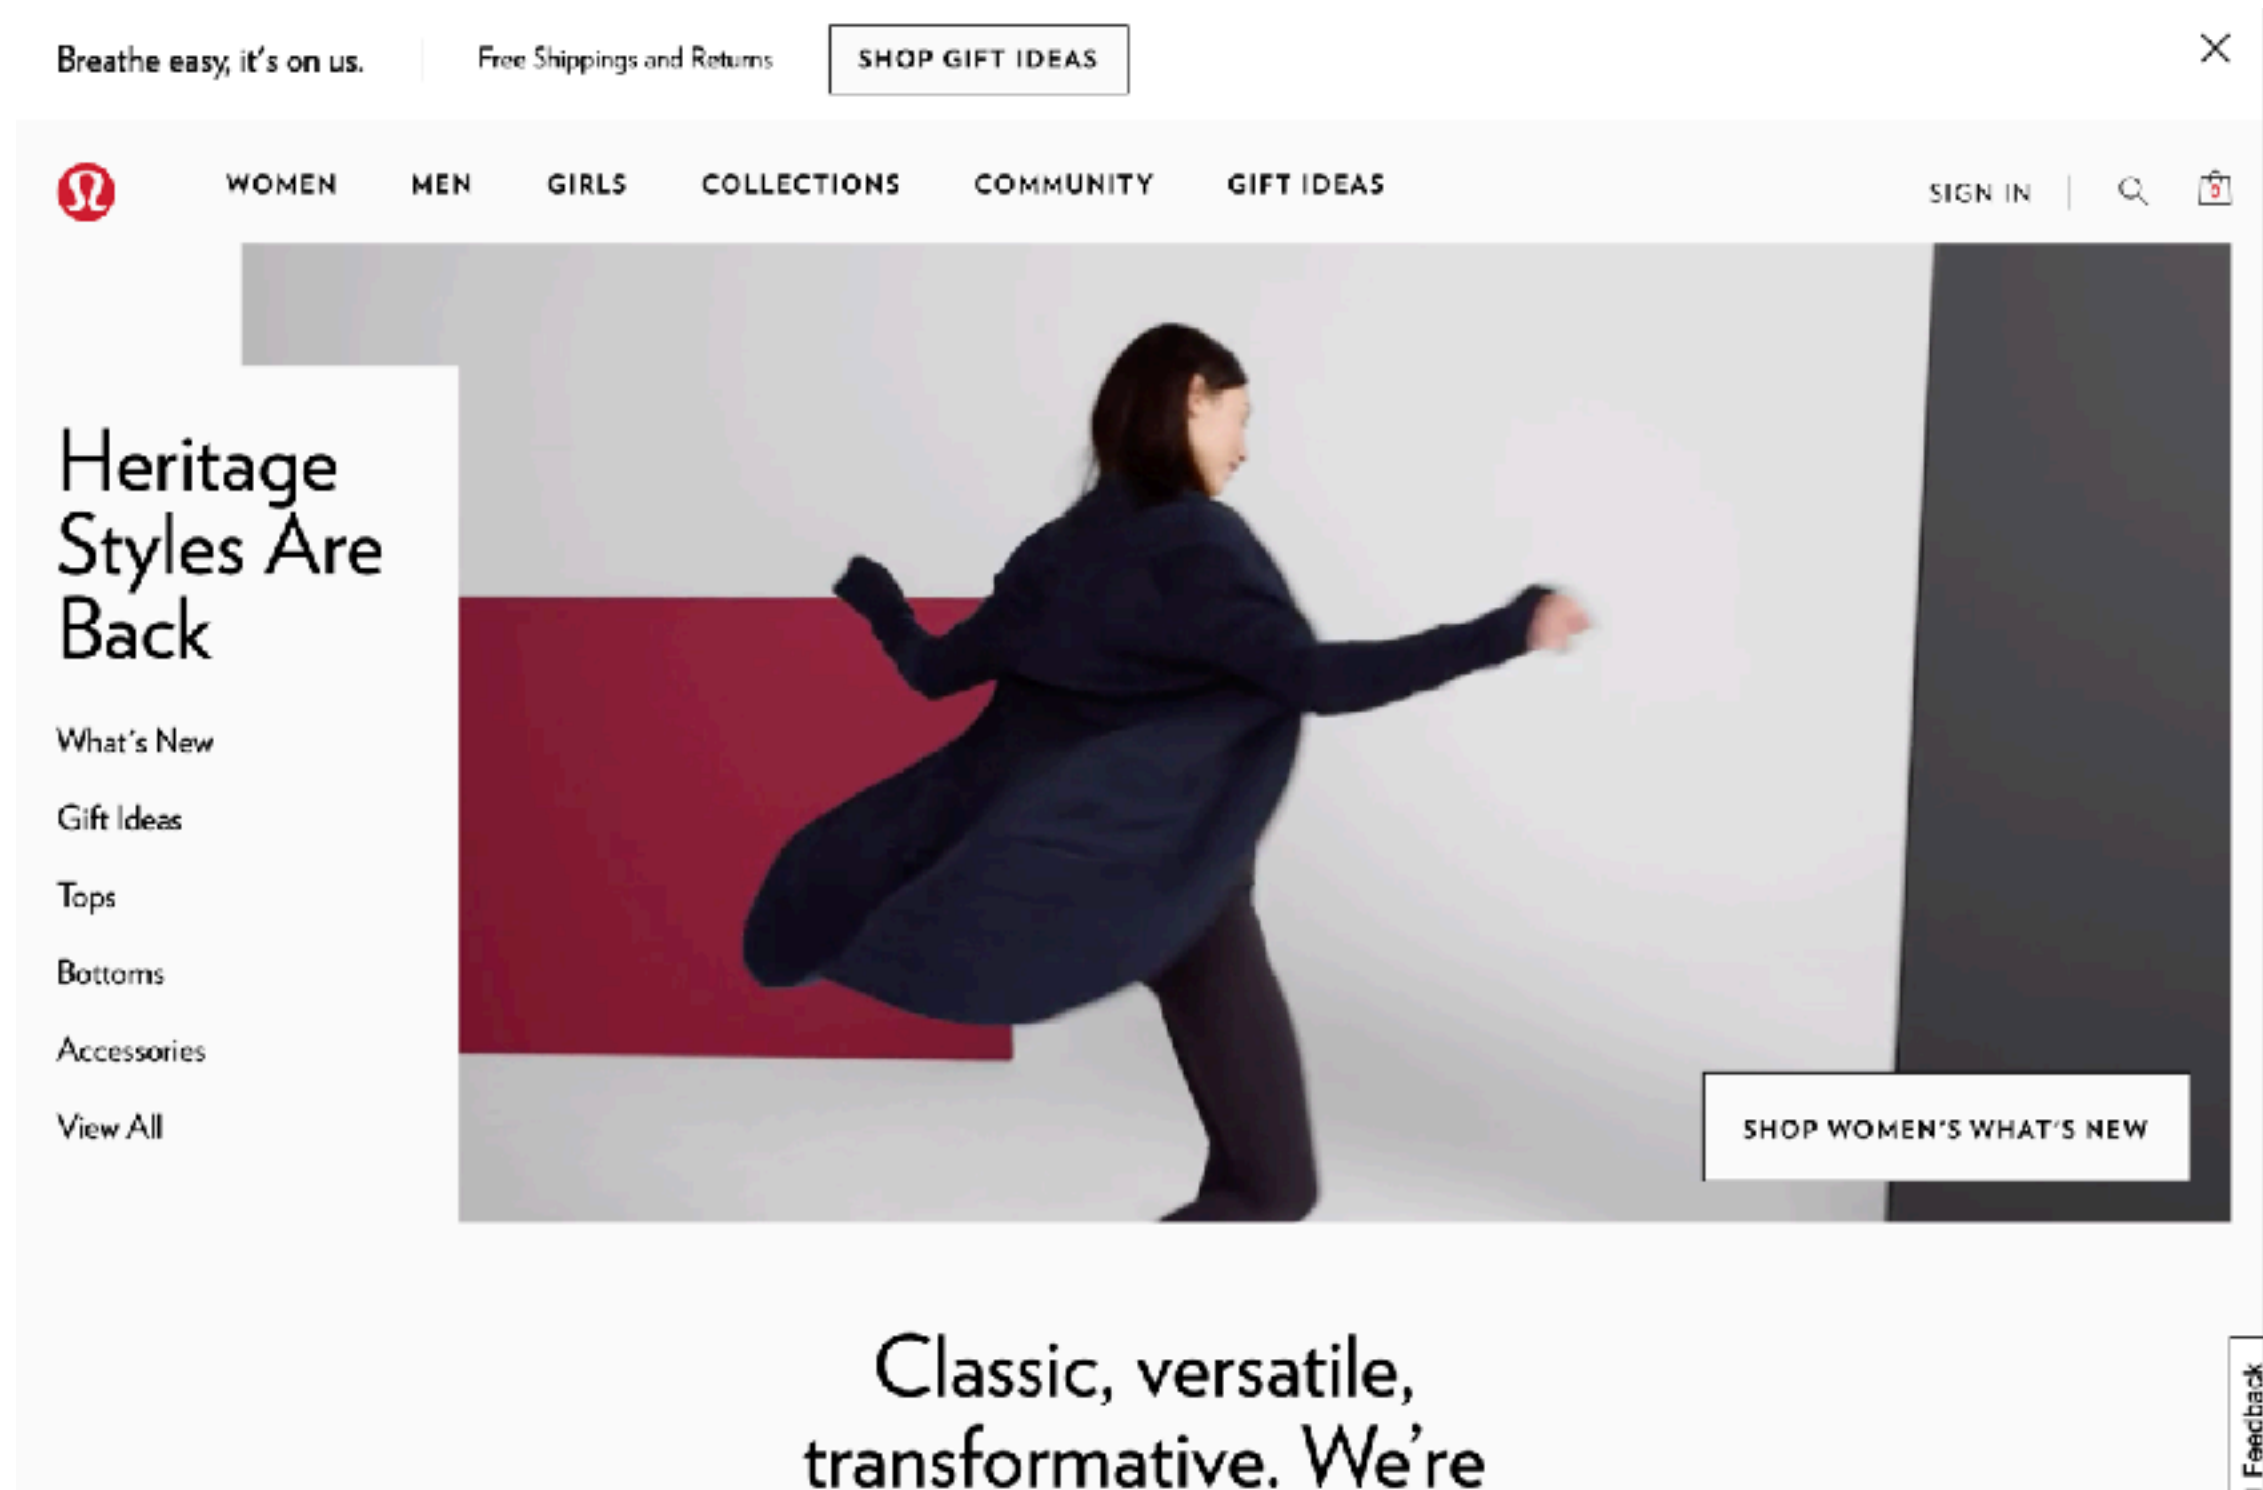 Breathe easy, it's on us.
Free Shippings and Returns
SHOP GIFT IDEAS
WOMEN
MEN
GIRLS
COLLECTIONS
COMMUNITY
GIFT IDEAS
SIGN IN
0
Heritage
Styles Are
Back
What's New
Gift Ideas
Tops
Bottoms
Accessories
View All
SHOP WOMEN'S WHAT'S NEW
Classic, versatile,
transformative. We're
Feedback